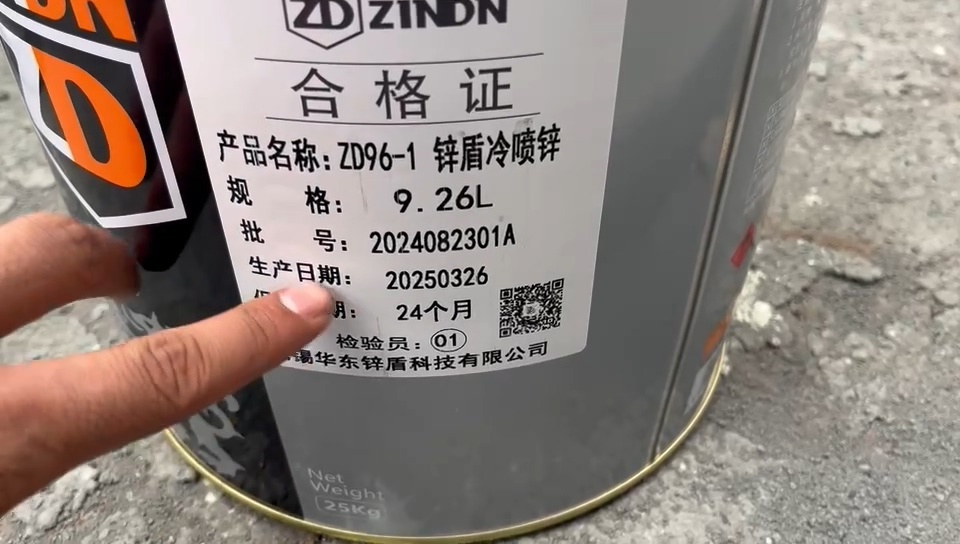 ZD ZINDN
合格证
产品名称：ZD96-1 锌盾冷喷锌
规 格： 9.26L
批 号： 2024082301A
生产日期： 20250326
期： 24个月
检验员：01
锡华东锌盾科技有限公司
Net
Weight
25Kg